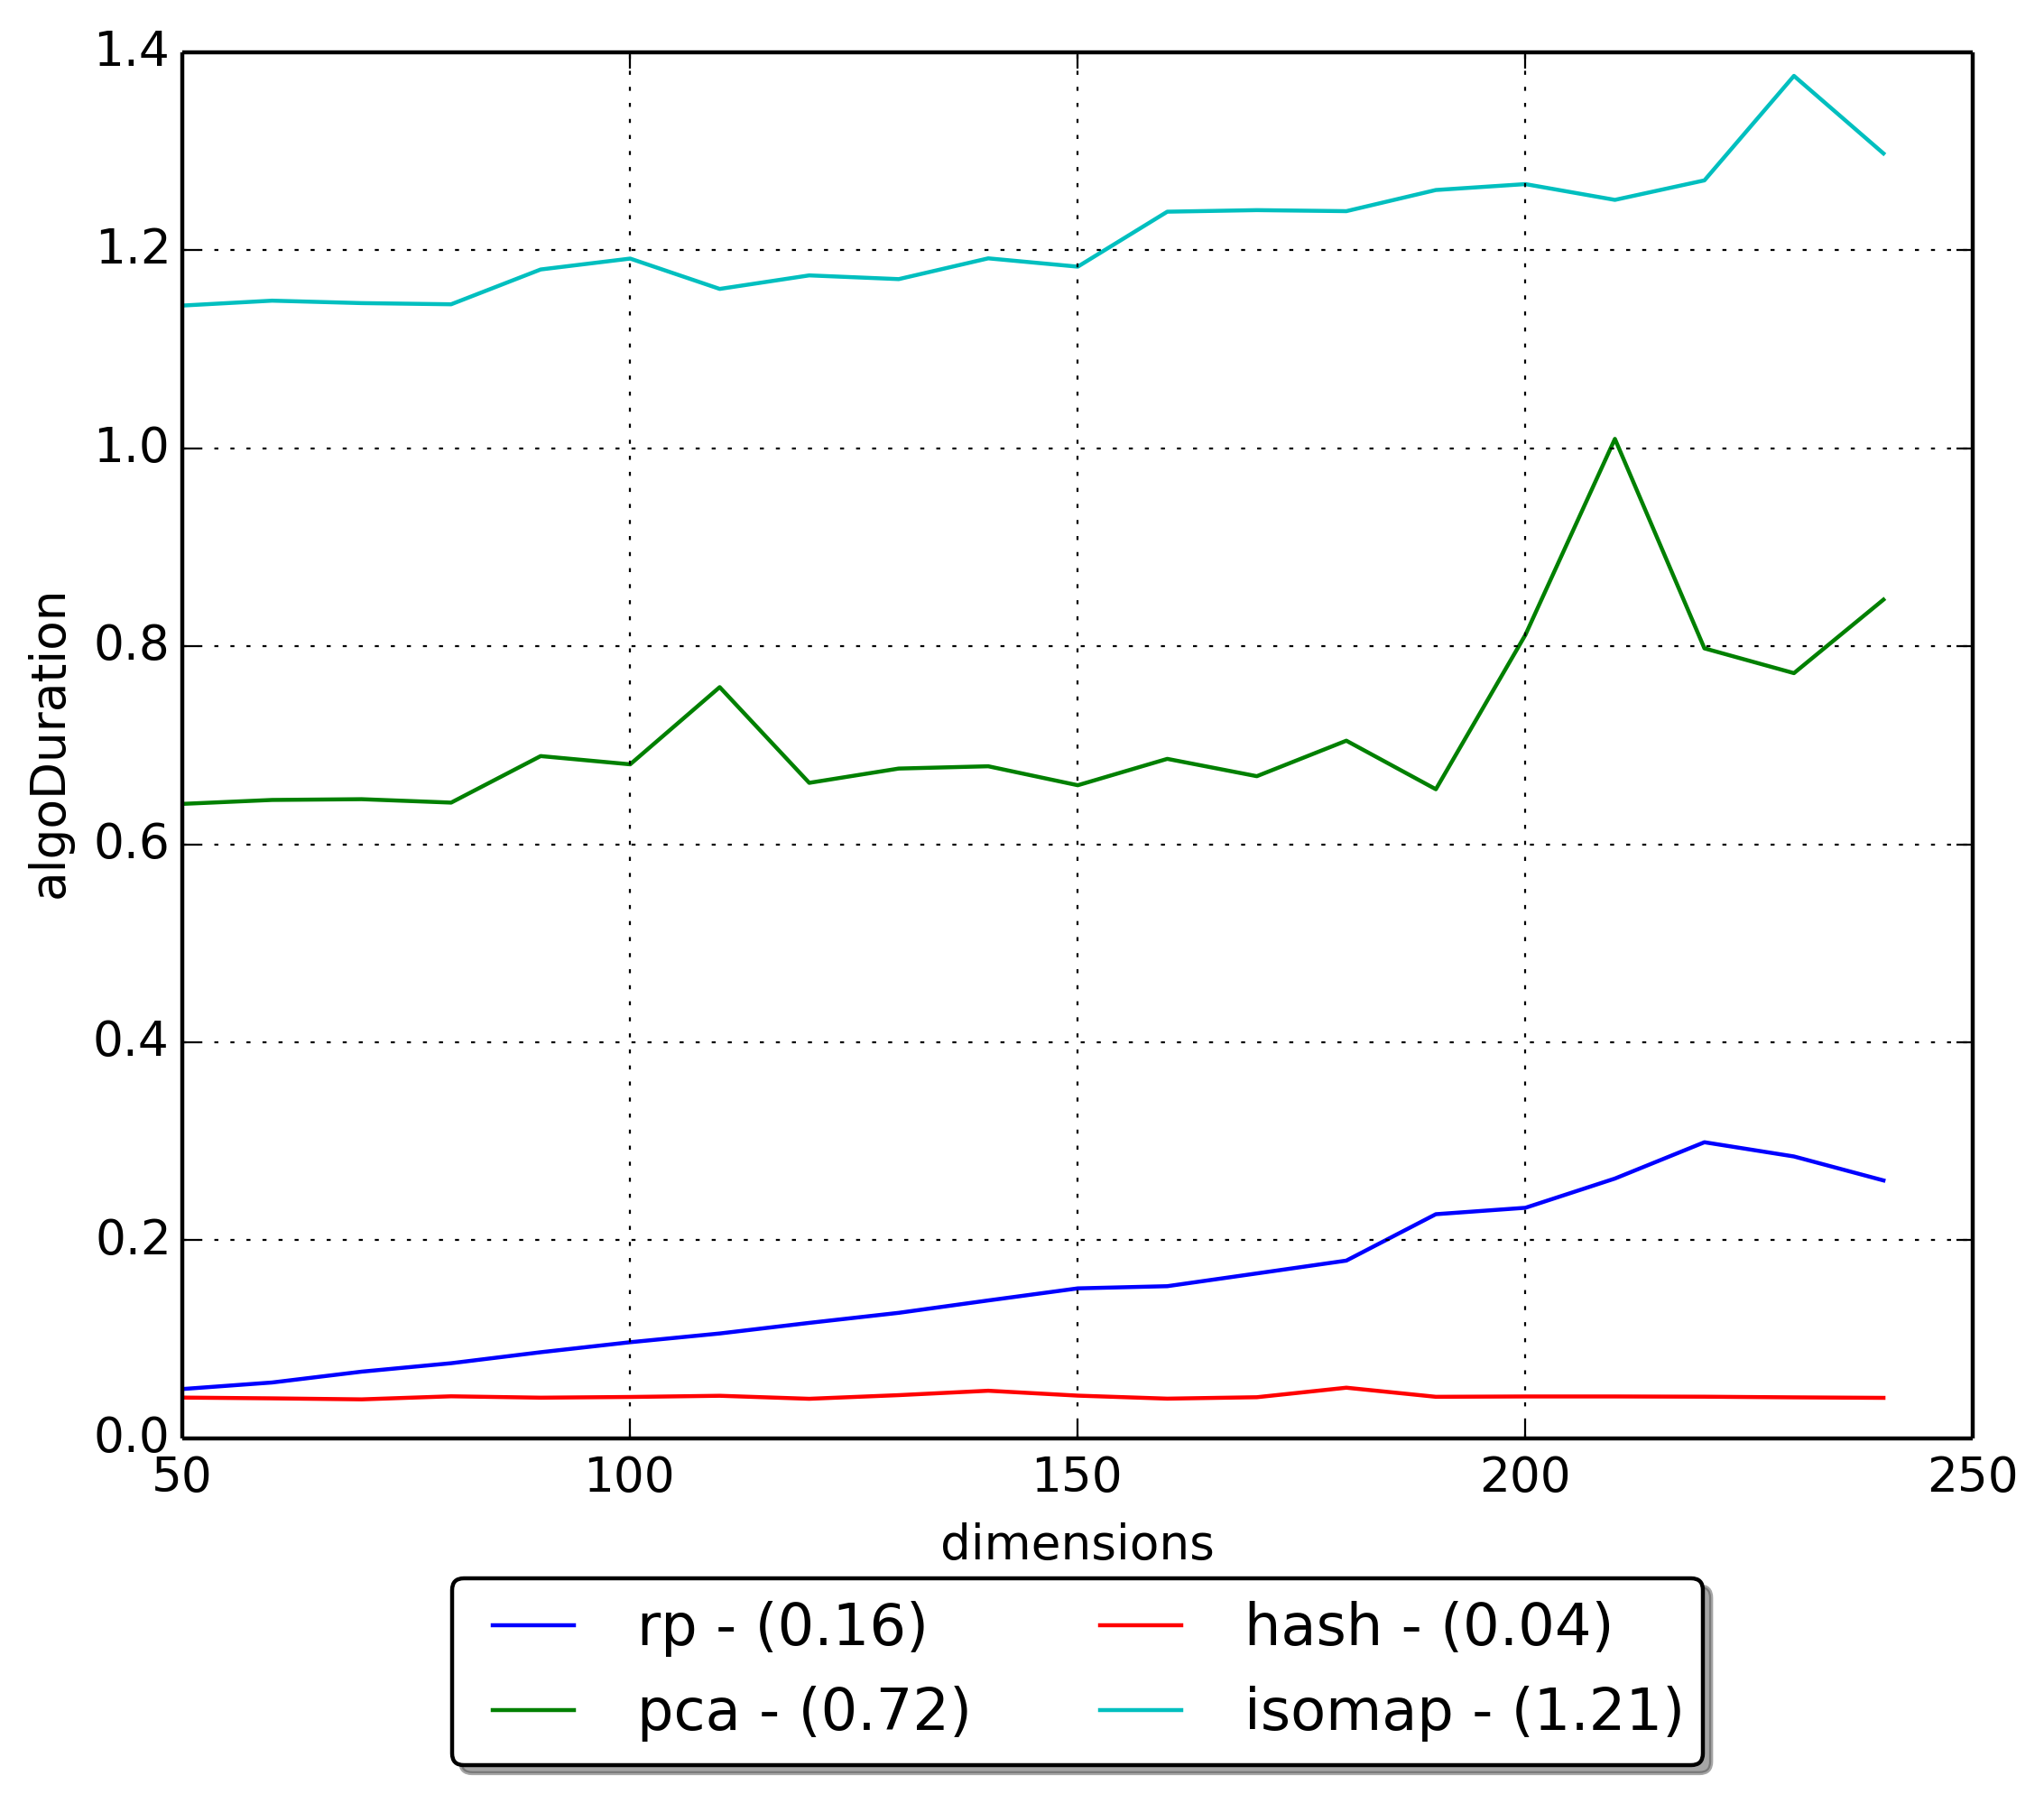 1.4
1.2
1.0
0.8
0.6
0.4
0.2
0.0
algoDuration
50 100 150 200 250
dimensions
rp - (0.16) hash - (0.04)
pca - (0.72) isomap - (1.21)